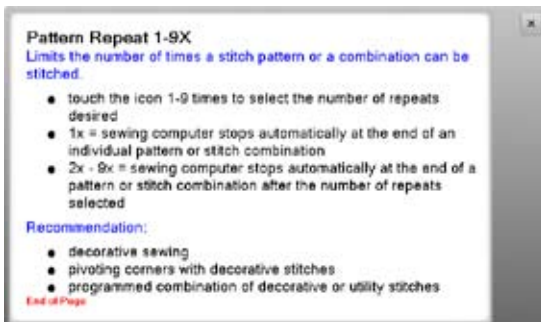 Pattern Repeat 1-9X
Limits the number of times a stitch pattern or a combination can be
stitched.
• touch the icon 1-9 times to select the number of repeats
desired
• 1x = sewing computer stops automatically at the end of an
individual pattern or stitch combination
• 2x - 9x = sewing computer stops automatically at the end of a
pattern or stitch combination after the number of repeats
selected
Recommendation:
• decorative sewing
• pivoting corners with decorative stitches
• programmed combination of decorative or utility stitches
End of Page